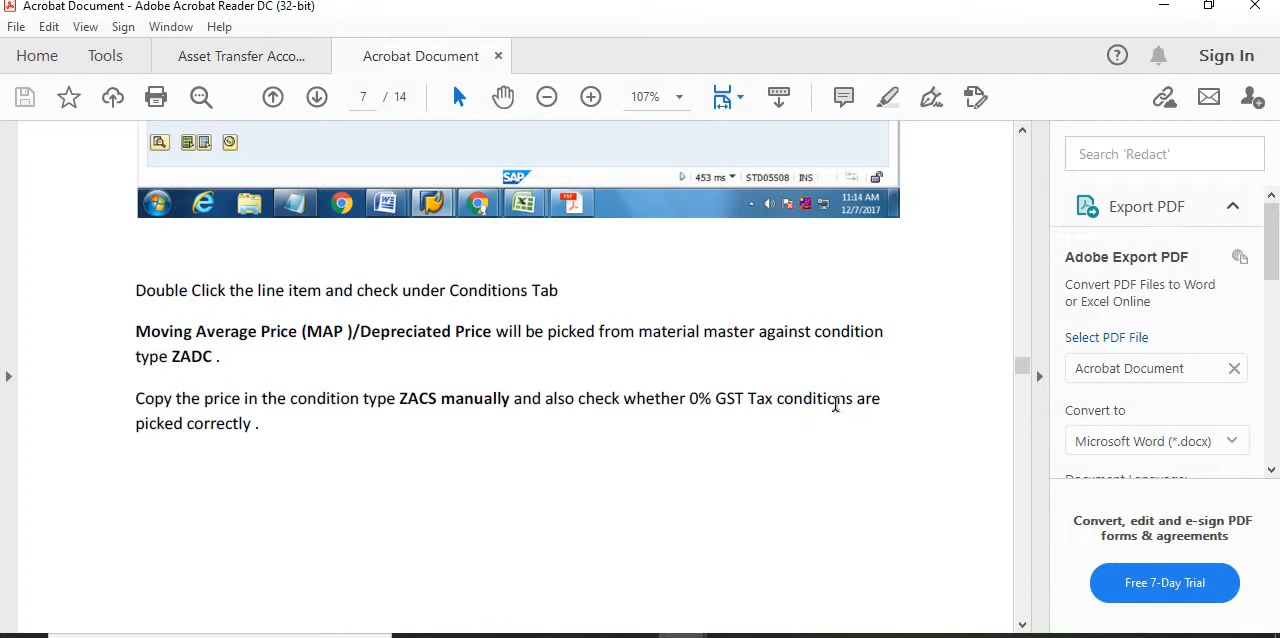 Acrobat Document - Adobe Acrobat Reader DC (32-bit)
File Edit View Sign Window Help
Home Tools Asset Transfer Acco... Acrobat Document × Sign In
7 / 14 107%
Search 'Redact'
SAP 453 ms STD05S08 INS
11:14 AM
12/7/2017
Export PDF
Adobe Export PDF
Convert PDF Files to Word
or Excel Online
Select PDF File
Acrobat Document
Convert to
Microsoft Word (*.docx)
Document Language:
Convert, edit and e-sign PDF
forms & agreements
Free 7-Day Trial
Double Click the line item and check under Conditions Tab
Moving Average Price (MAP )/Depreciated Price will be picked from material master against condition
type ZADC .
Copy the price in the condition type ZACS manually and also check whether 0% GST Tax conditions are
picked correctly .